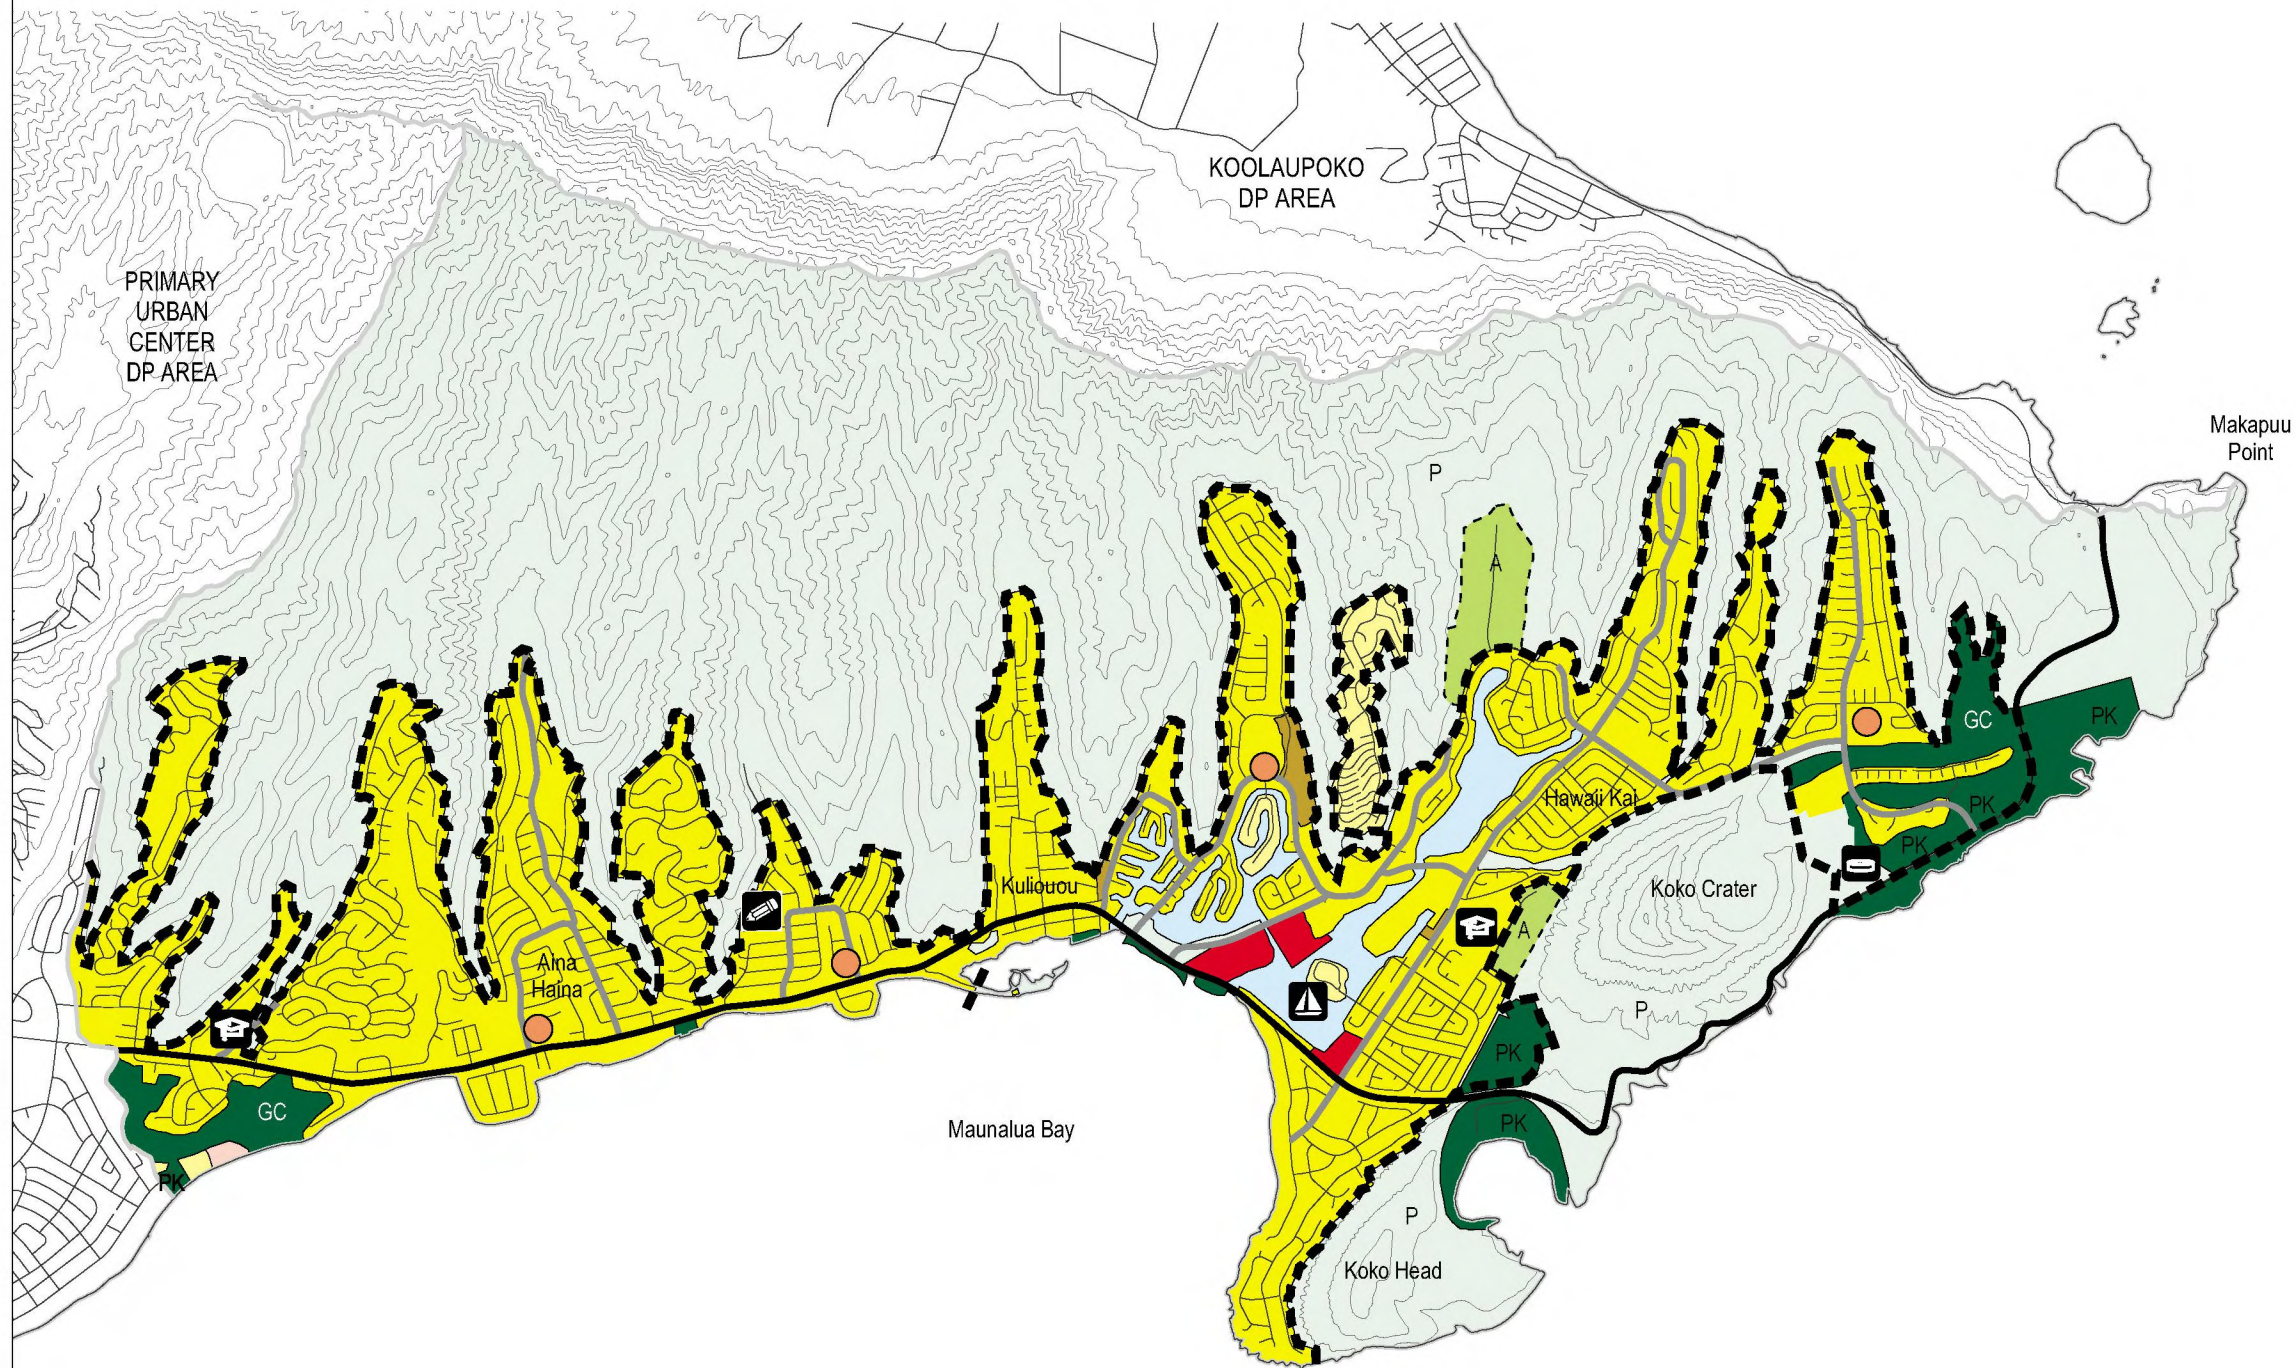 KOOLAUPOKO
DP AREA
PRIMARY
URBAN
CENTER
DP AREA
Makapuu
Point
P
A
GC
PK
Hawaii Kai
PK
PK
Kuliouou
Koko Crater
A
Aina
Haina
P
PK
GC
PK
Maunalua Bay
PK
P
Koko Head